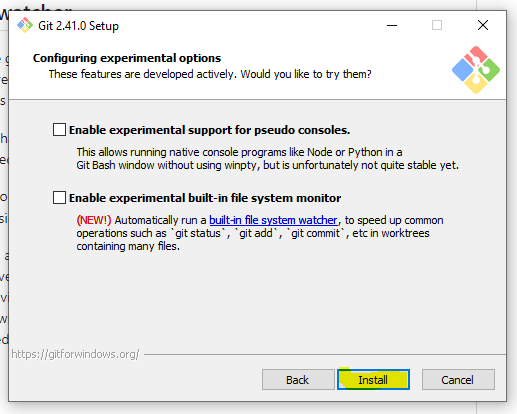 watcher
Git 2.41.0 Setup
Configuring experimental options
These features are developed actively. Would you like to try them?
Enable experimental support for pseudo consoles.
This allows running native console programs like Node or Python in a
Git Bash window without using winpty, but is unfortunately not quite stable yet.
Enable experimental built-in file system monitor
(NEW!) Automatically run a built-in file system watcher, to speed up common
operations such as `git status`, `git add`, `git commit`, etc in worktrees
containing many files.
https://gitforwindows.org/
Back
Install
Cancel